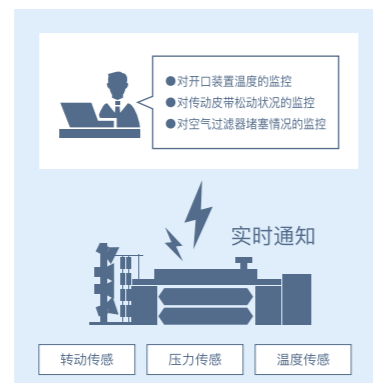 ●对开口装置温度的监控
●对传动皮带松动状况的监控
●对空气过滤器堵塞情况的监控
实时通知
转动传感
压力传感
温度传感